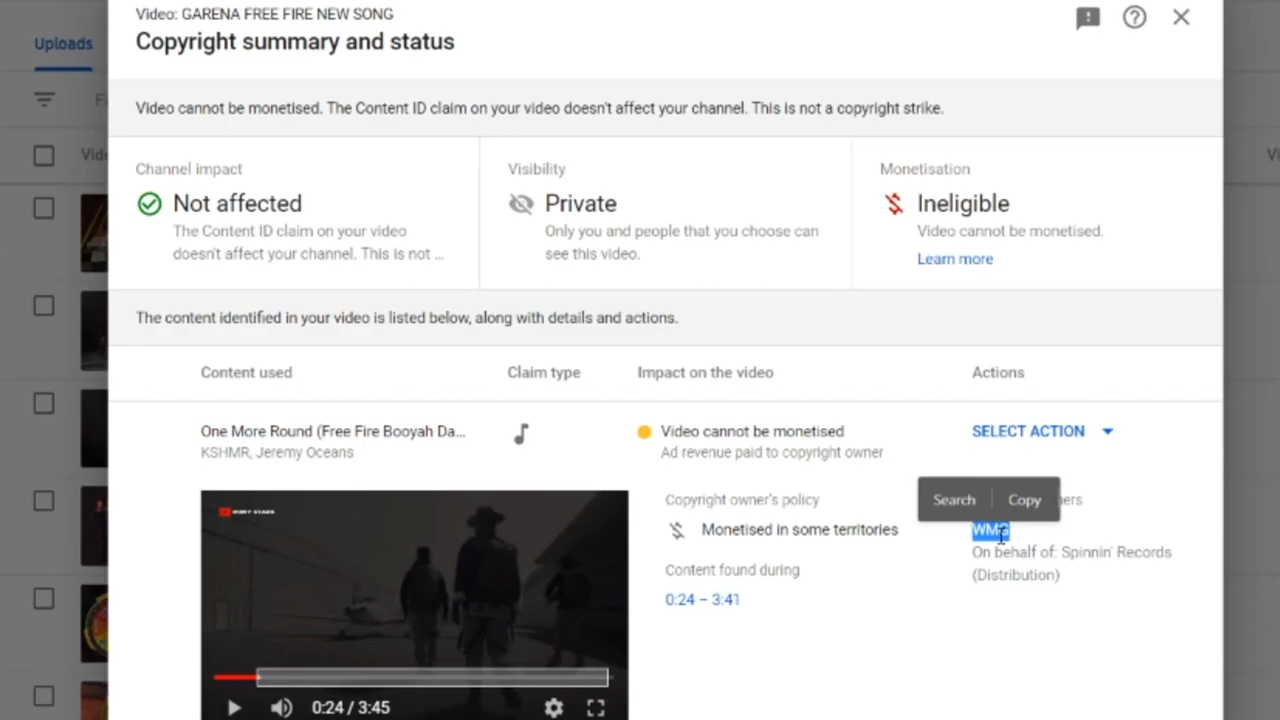 Video: GARENA FREE FIRE NEW SONG
Copyright summary and status
Uploads
Video cannot be monetised. The Content ID claim on your video doesn't affect your channel. This is not a copyright strike.
Channel impact
Not affected
The Content ID claim on your video
doesn't affect your channel. This is not ...
Visibility
Private
Only you and people that you choose can
see this video.
Monetisation
Ineligible
Video cannot be monetised.
Learn more
The content identified in your video is listed below, along with details and actions.
Content used
Claim type
Impact on the video
Actions
One More Round (Free Fire Booyah Da...
KSHMR, Jeremy Oceans
Video cannot be monetised
Ad revenue paid to copyright owner
SELECT ACTION
Copyright owner's policy
Monetised in some territories
Content found during
0:24 – 3:41
Search
Copy
WMG
On behalf of: Spinnin' Records
(Distribution)
0:24 / 3:45